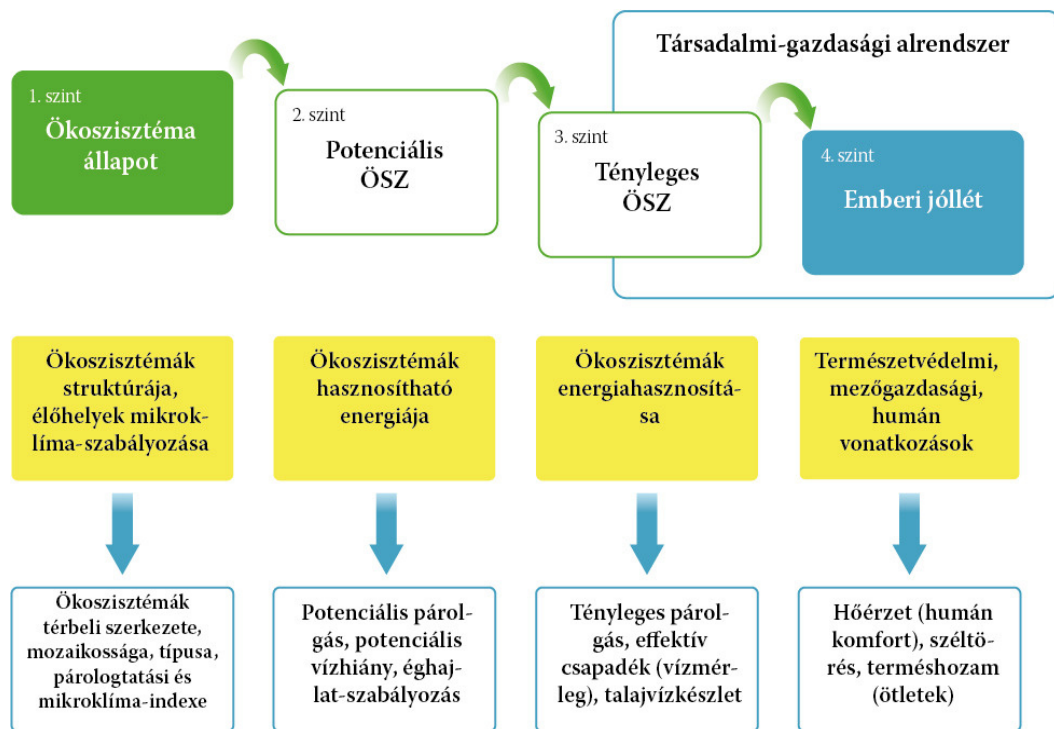 Társadalmi-gazdasági alrendszer
1. szint
Ökoszisztéma
állapot
2. szint
Potenciális
ÖSZ
3. szint
Tényleges
ÖSZ
4. szint
Emberi jóllét
Ökoszisztémák
struktúrája,
élőhelyek mikrok-
líma-szabályozása
Ökoszisztémák
hasznosítható
energiája
Ökoszisztémák
energiahasznosítá-
sa
Természetvédelmi,
mezőgazdasági,
humán
vonatkozások
Ökoszisztémák
térbeli szerkezete,
mozaikossága, típusa,
párologtatási és
mikroklíma-indexe
Potenciális párol-
gás, potenciális
vízhiány, éghaj-
lat-szabályozás
Tényleges párol-
gás, effektív
csapadék (vízmér-
leg), talajvízkészlet
Hőérzet (humán
komfort), széltö-
rés, terméshozam
(ötletek)